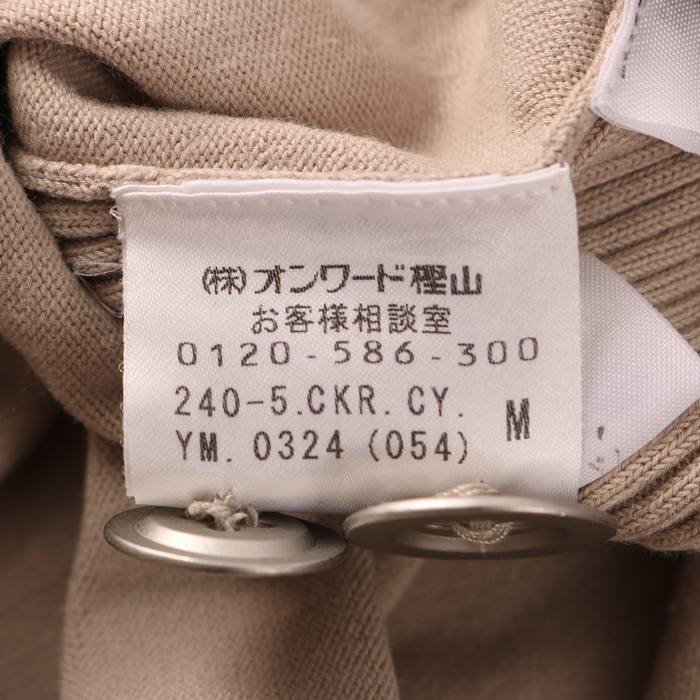 (株)オンワード樫山
お客様相談室
0120-586-300
240-5.CKR.CY. M
YM. 0324 (054)